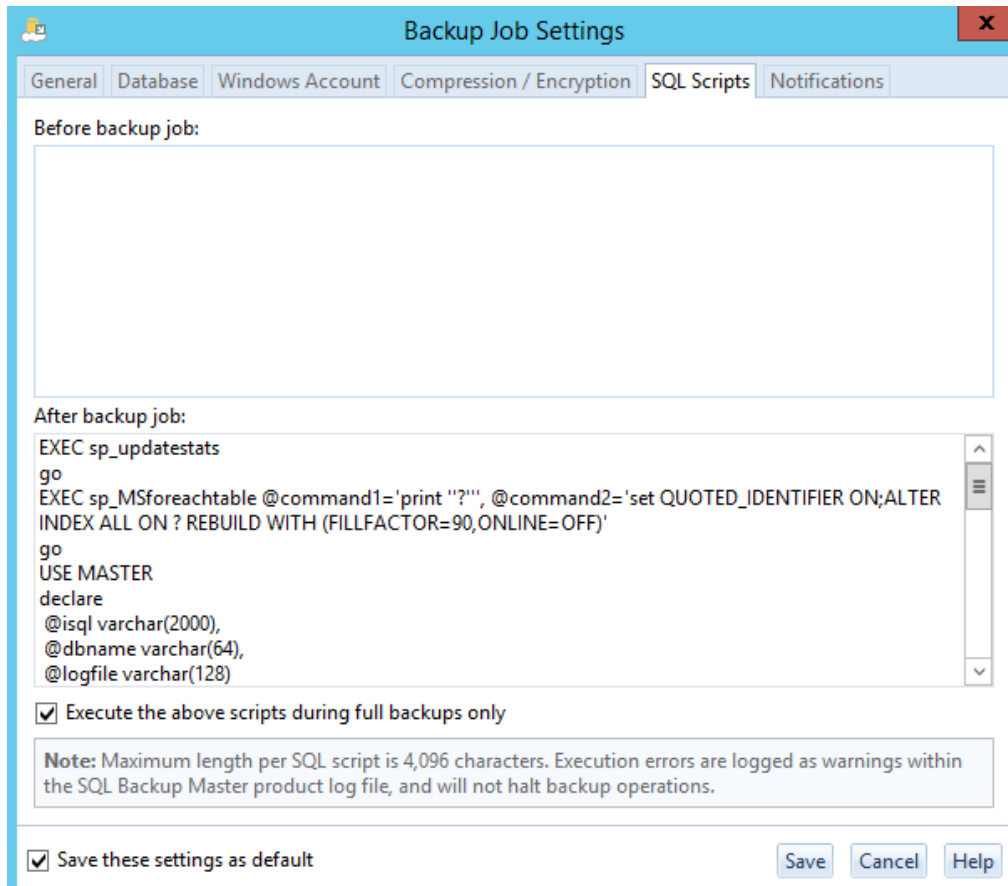 Backup Job Settings
x
General Database Windows Account Compression / Encryption SQL Scripts Notifications
Before backup job:
After backup job:
EXEC sp_updatestats
go
EXEC sp_MSforeachtable @command1='print ''?''', @command2='set QUOTED_IDENTIFIER ON;ALTER
INDEX ALL ON ? REBUILD WITH (FILLFACTOR=90,ONLINE=OFF)'
go
USE MASTER
declare
@isql varchar(2000),
@dbname varchar(64),
@logfile varchar(128)
Execute the above scripts during full backups only
Note: Maximum length per SQL script is 4,096 characters. Execution errors are logged as warnings within
the SQL Backup Master product log file, and will not halt backup operations.
Save these settings as default
Save Cancel Help